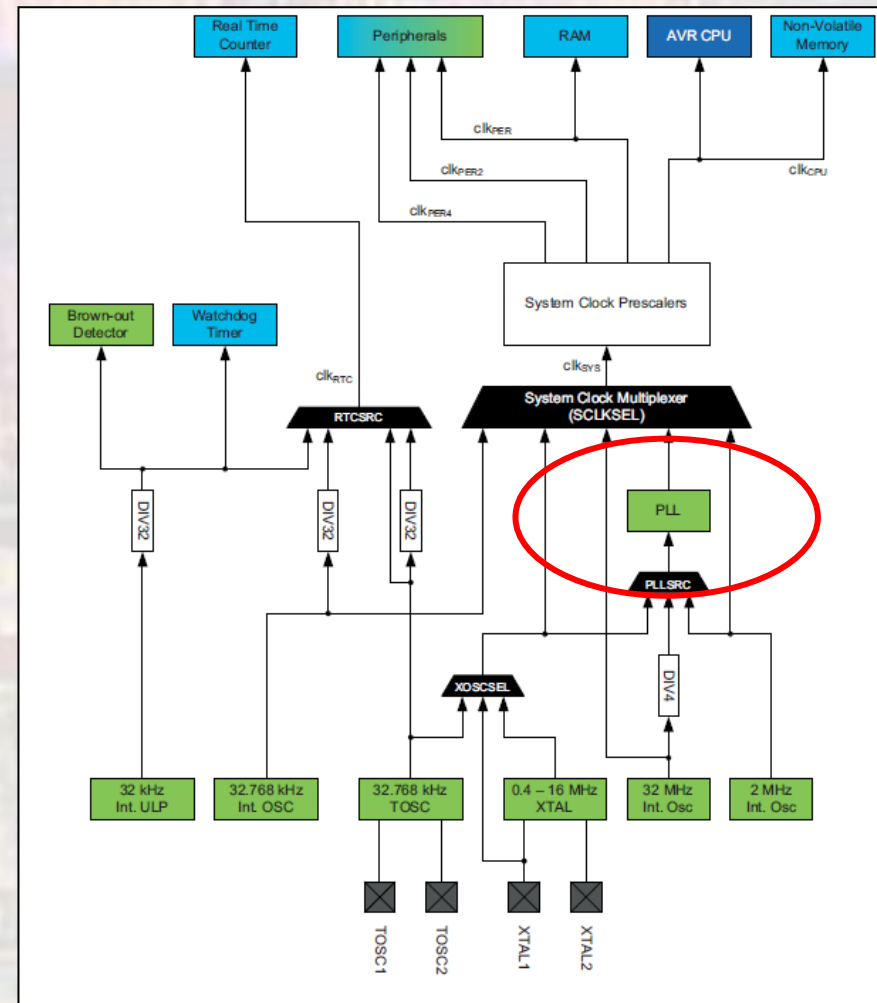 Real Time
Counter
Peripherals
RAM
AVR CPU
Non-Volatile
Memory
clkPER
clkPER2
clkCPU
clkPER4
System Clock Prescalers
Brown-out
Detector
Watchdog
Timer
clkRTC
clkSYS
System Clock Multiplexer
(SCLKSEL)
RTCSRC
DIV32
DIV32
DIV32
PLL
PLLSRC
XOSCSEL
DIV4
32 kHz
Int. ULP
32.768 kHz
Int. OSC
32.768 kHz
TOSC
0.4 – 16 MHz
XTAL
32 MHz
Int. Osc
2 MHz
Int. Osc
TOSC1
TOSC2
XTAL1
XTAL2